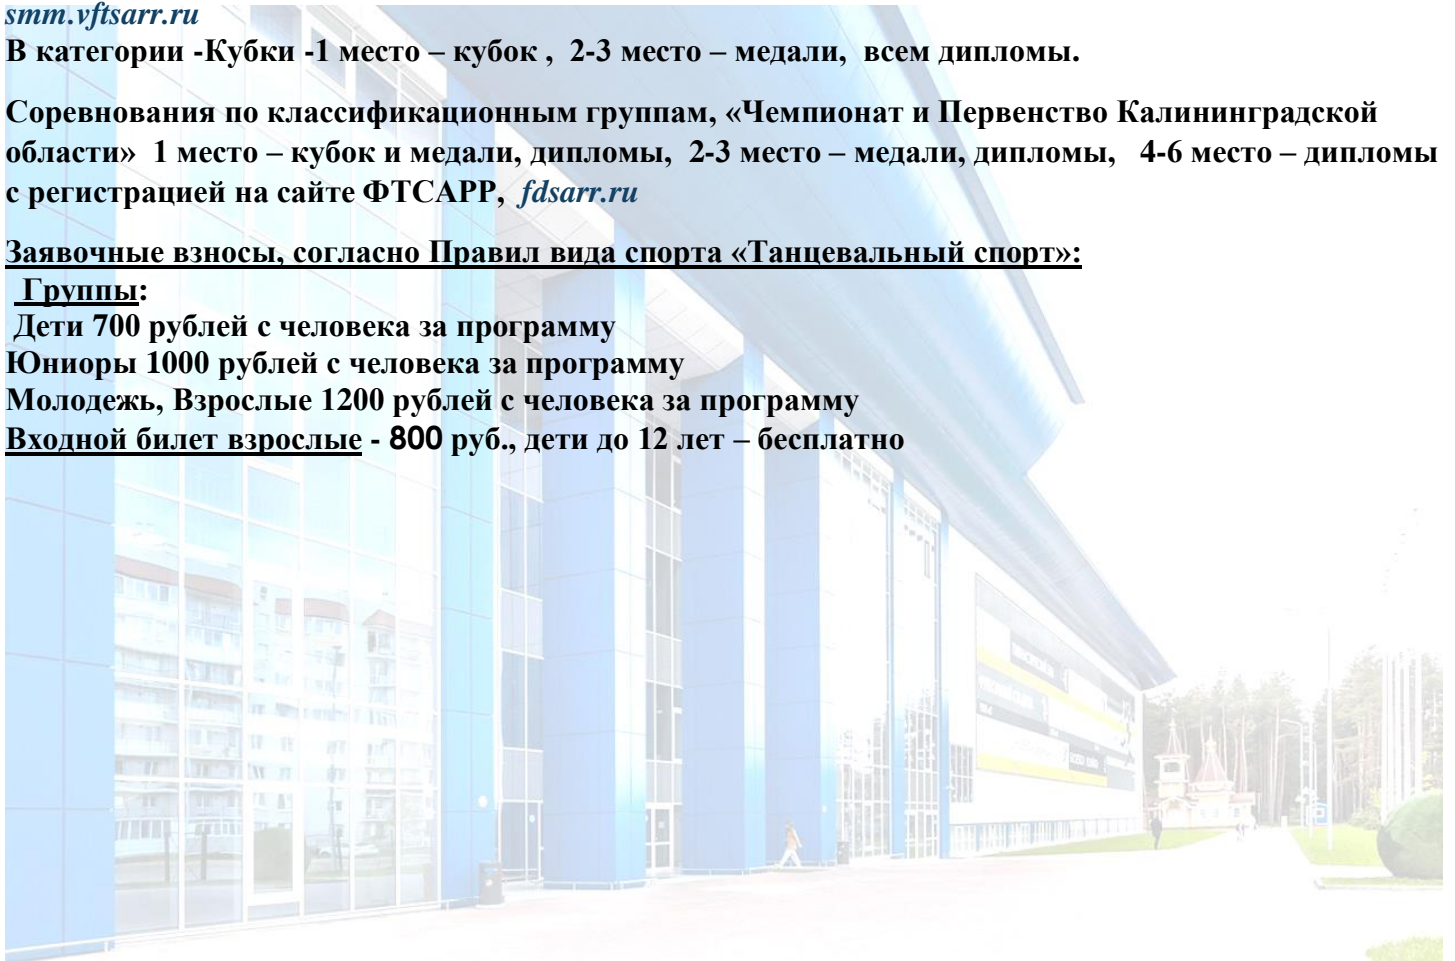 smm.vftsarr.ru
В категории -Кубки -1 место – кубок , 2-3 место – медали, всем дипломы.
Соревнования по классификационным группам, «Чемпионат и Первенство Калининградской
области» 1 место – кубок и медали, дипломы, 2-3 место – медали, дипломы, 4-6 место – дипломы
с регистрацией на сайте ФТСАРР, fdsarr.ru
Заявочные взносы, согласно Правил вида спорта «Танцевальный спорт»:
Группы:
Дети 700 рублей с человека за программу
Юниоры 1000 рублей с человека за программу
Молодежь, Взрослые 1200 рублей с человека за программу
Входной билет взрослые - 800 руб., дети до 12 лет – бесплатно